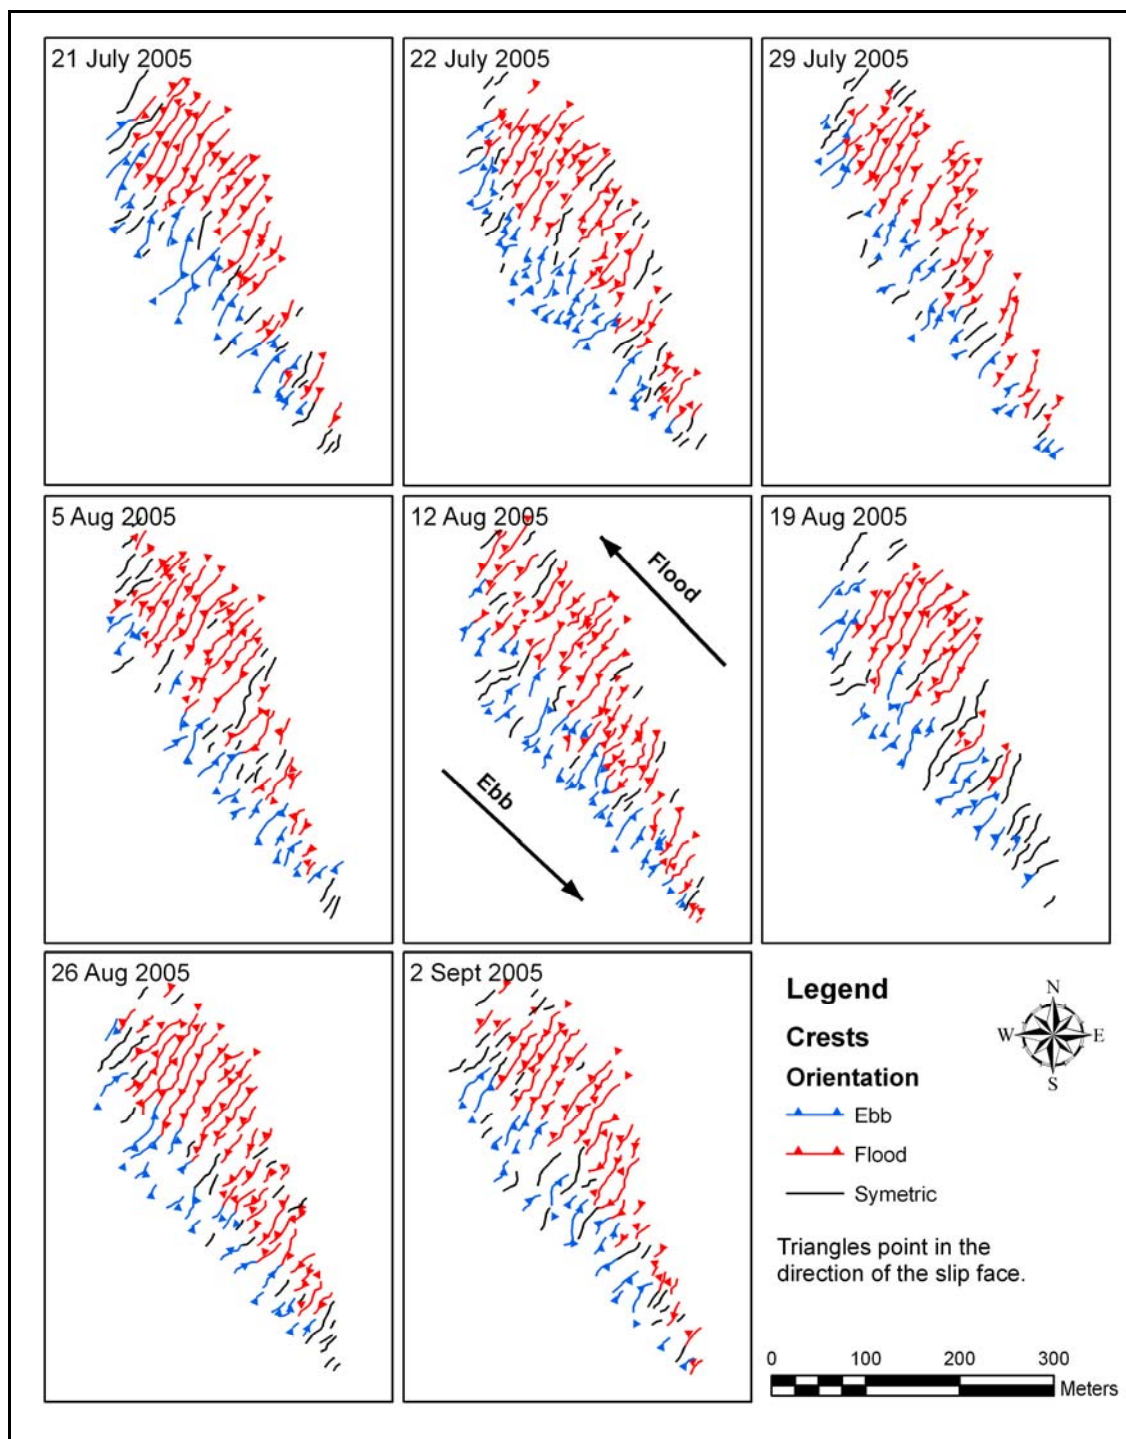 21 July 2005
22 July 2005
29 July 2005
5 Aug 2005
12 Aug 2005
19 Aug 2005
Flood
Ebb
26 Aug 2005
2 Sept 2005
Legend
Crests
Orientation
Ebb
Flood
Symetric
N
W E
S
Triangles point in the
direction of the slip face.
0 100 200 300
Meters